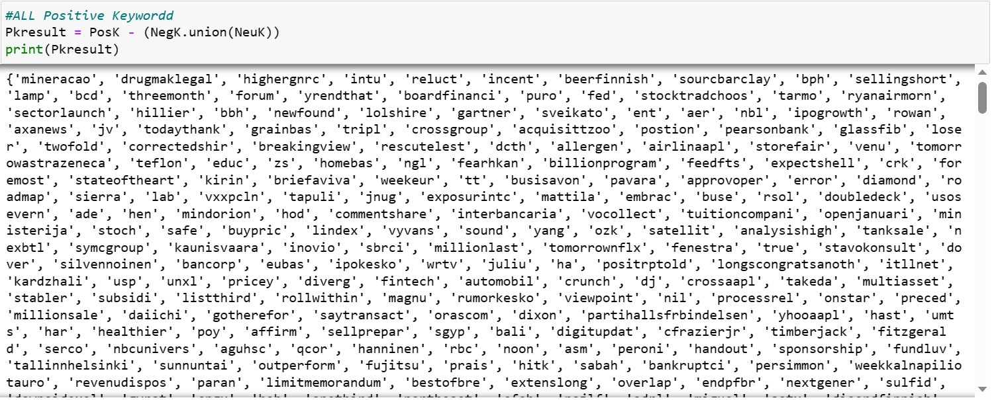 #ALL Positive Keywordd
Pkresult = PosK - (NegK.union(NeuK))
print(Pkresult)
{'mineracao', 'drugmaklegal', 'highergnrc', 'intu', 'reluct', 'incent', 'beerfinnish', 'sourcbarclay', 'bph', 'sellingshort',
'lamp', 'bcd', 'threemonth', 'forum', 'yrendthat', 'boardfinanci', 'puro', 'fed', 'stocktradchoos', 'tarmo', 'ryanairmorn',
'sectorlaunch', 'hillier', 'bbh', 'newfound', 'lolshire', 'gartner', 'sveikato', 'ent', 'aer', 'nbl', 'ipogrowth', 'rowan',
'axanews', 'jv', 'todaythank', 'grainbas', 'tripl', 'crossgroup', 'acquisittzoo', 'postion', 'pearsonbank', 'glassfib', 'lose
r', 'twofold', 'correctedshir', 'breakingview', 'rescutelest', 'dcth', 'allergen', 'airlinaapl', 'storefair', 'venu', 'tomorr
owastrazeneca', 'teflon', 'educ', 'zs', 'homebas', 'ngl', 'fearhkan', 'billionprogram', 'feedfts', 'expectshell', 'crk', 'for
emost', 'stateoftheart', 'kirin', 'briefaviva', 'weekeur', 'tt', 'busisavon', 'pavara', 'approvoper', 'error', 'diamond', 'ro
admap', 'sierra', 'lab', 'vxxpcln', 'tapuli', 'jnug', 'exposurintc', 'mattila', 'embrac', 'buse', 'rsol', 'doubledeck', 'usos
evern', 'ade', 'hen', 'mindorion', 'hod', 'commentshare', 'interbancaria', 'vocollect', 'tuitioncompani', 'openjanuari', 'min
isterija', 'stoch', 'safe', 'buypric', 'lindex', 'vyvans', 'sound', 'yang', 'ozk', 'satellit', 'analysishigh', 'tanksale', 'n
exbtl', 'symcgroup', 'kaunisvaara', 'inovio', 'sbrci', 'millionlast', 'tomorrownflx', 'fenestra', 'true', 'stavokonsult', 'do
ver', 'silvennoinen', 'bancorp', 'eubas', 'ipokesko', 'wrtv', 'juliu', 'ha', 'positrptold', 'longscongratsanoth', 'itllnet',
'kardzhali', 'usp', 'unxl', 'pricey', 'diverg', 'fintech', 'automobil', 'crunch', 'dj', 'crossaapl', 'takeda', 'multiasset',
'stabler', 'subsidi', 'listthird', 'rollwithin', 'magnu', 'rumorkesko', 'viewpoint', 'nil', 'processrel', 'onstar', 'preced',
'millionsale', 'daiichi', 'gotherefor', 'saytransact', 'orascom', 'dixon', 'partihallsfrbindelsen', 'yhooaapl', 'hast', 'umt
s', 'har', 'healthier', 'poy', 'affirm', 'sellprepar', 'sgyp', 'bali', 'digitupdat', 'cfrazierjr', 'timberjack', 'fitzgeral
d', 'serco', 'nbcunivers', 'aguhsc', 'qcor', 'hanninen', 'rbc', 'noon', 'asm', 'peroni', 'handout', 'sponsorship', 'fundluv',
'tallinnhelsinki', 'sunnuntai', 'outperform', 'fujitsu', 'prais', 'hitk', 'sabah', 'bankruptci', 'persimmon', 'weekkalnapilio
tauro', 'revenudispos', 'paran', 'limitmemorandum', 'bestofbre', 'extenslong', 'overlap', 'endpfbr', 'nextgener', 'sulfid',